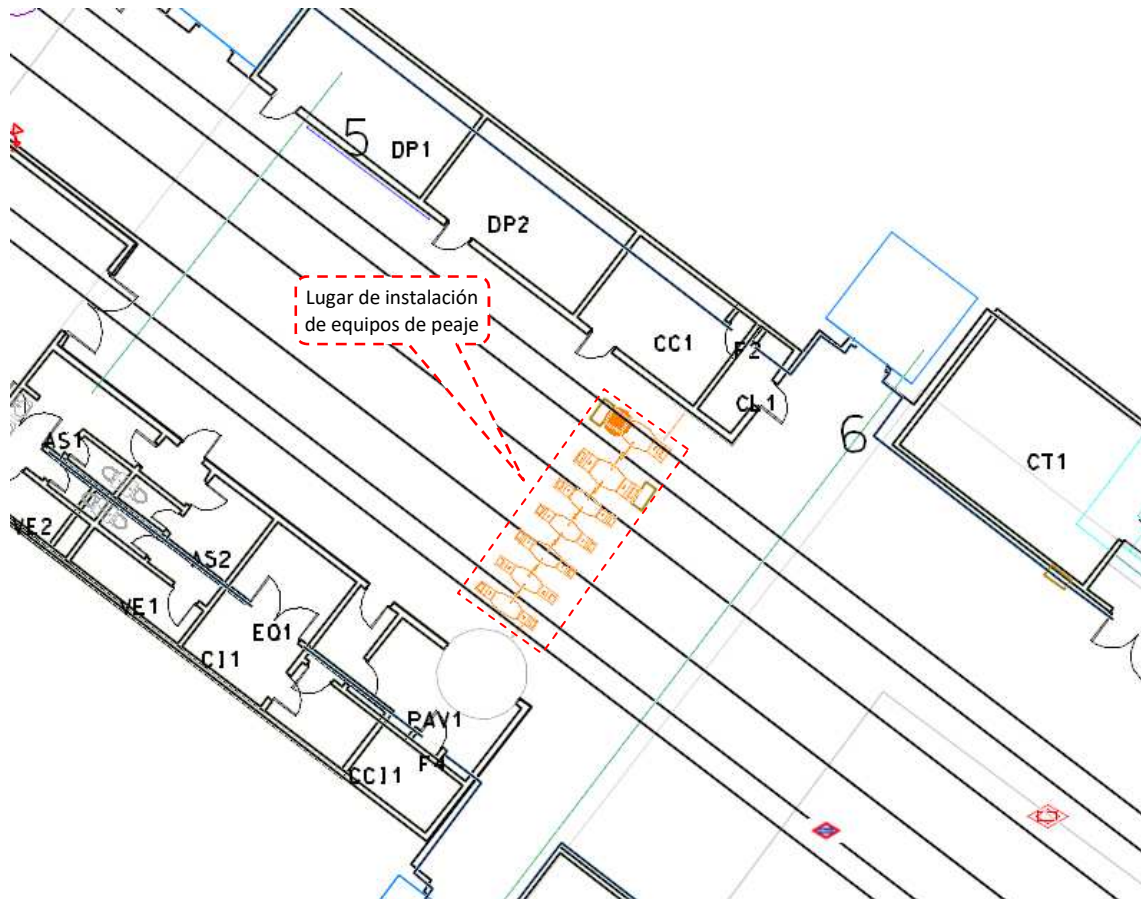 5
DP1
DP2
Lugar de instalación
de equipos de peaje
CC1
F2
CL1
6
CT1
AS1
VE2
AS2
VE1
EQ1
CI1
PAV1
F4
CCI1